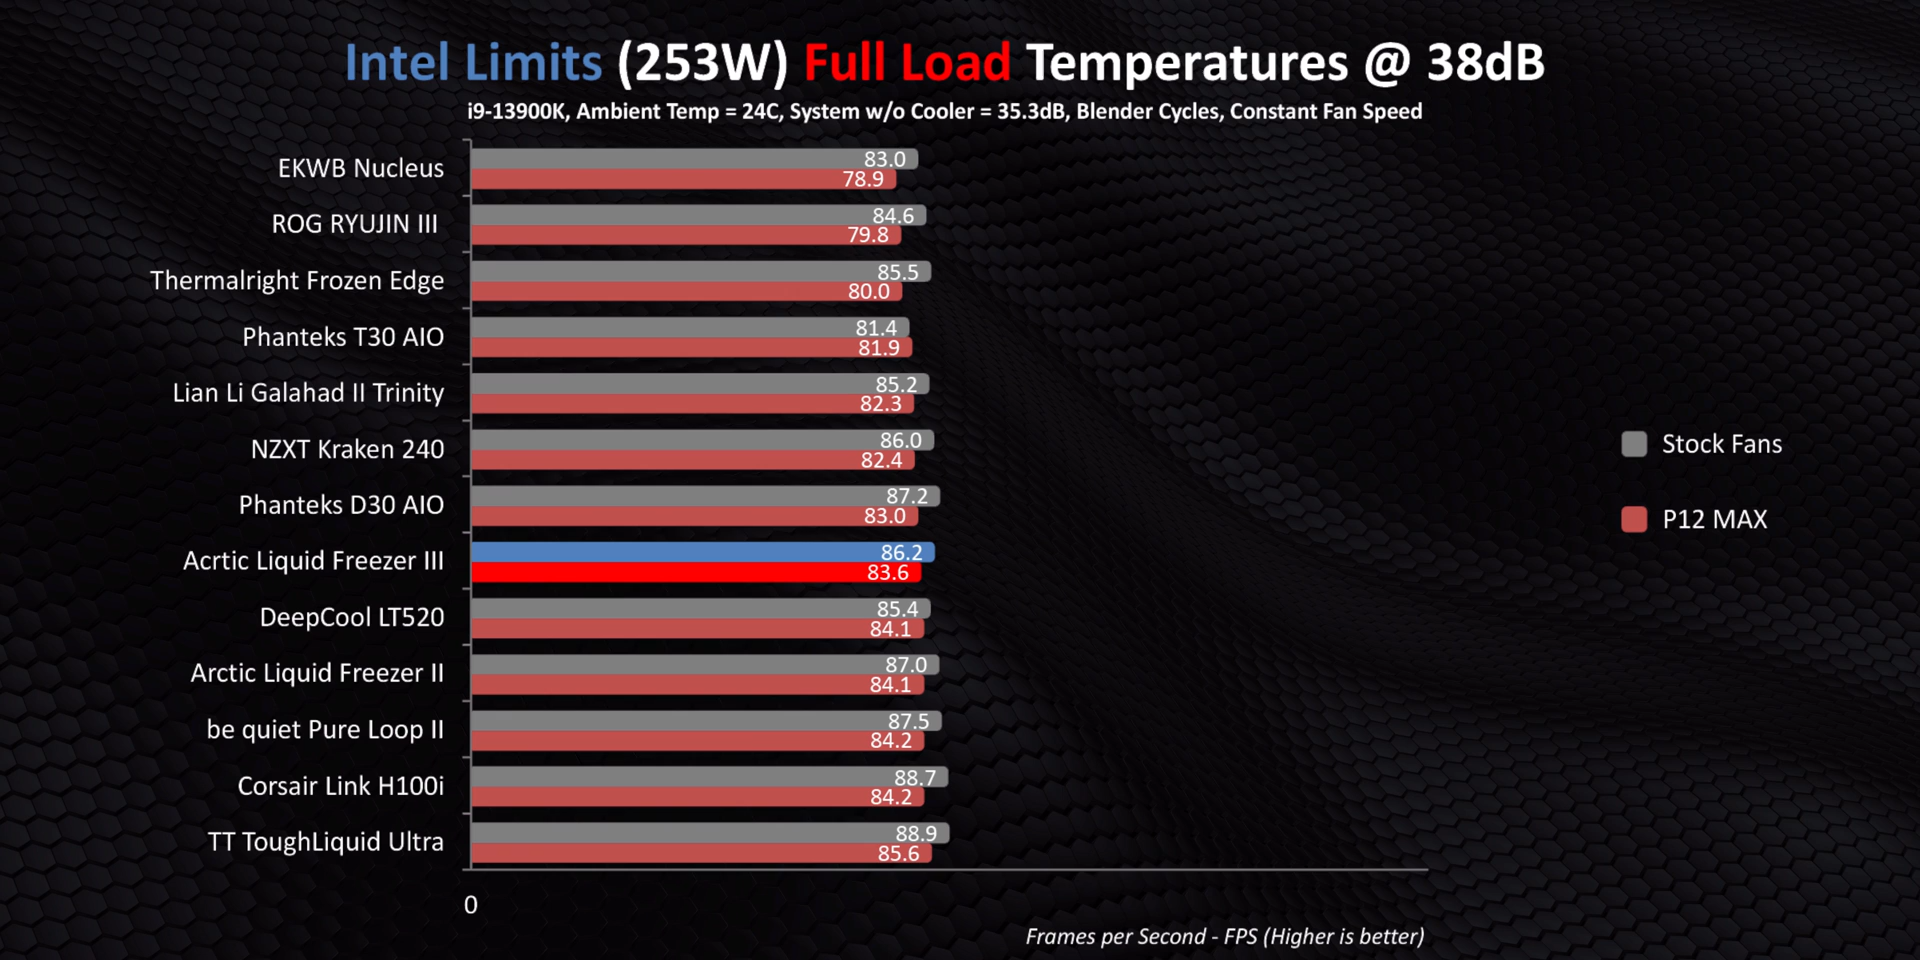 Intel Limits (253W) Full Load Temperatures @ 38dB
i9-13900K, Ambient Temp = 24C, System w/o Cooler = 35.3dB, Blender Cycles, Constant Fan Speed
EKWB Nucleus 83.0
78.9
ROG RYUJIN III 84.6
79.8
Thermalright Frozen Edge 85.5
80.0
Phanteks T30 AIO 81.4
81.9
Lian Li Galahad II Trinity 85.2
82.3
NZXT Kraken 240 86.0
82.4
Phanteks D30 AIO 87.2
83.0
Acrtic Liquid Freezer III 86.2
83.6
DeepCool LT520 85.4
84.1
Arctic Liquid Freezer II 87.0
84.1
be quiet Pure Loop II 87.5
84.2
Corsair Link H100i 88.7
84.2
TT ToughLiquid Ultra 88.9
85.6
Stock Fans
P12 MAX
0
Frames per Second - FPS (Higher is better)